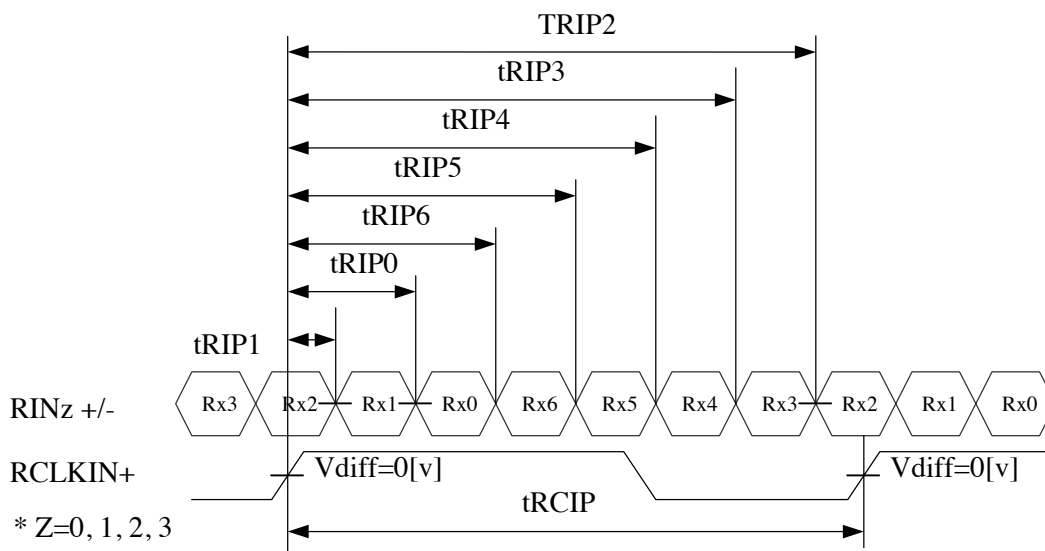 TRIP2
tRIP3
tRIP4
tRIP5
tRIP6
tRIP0
tRIP1
RINz +/- Rx3 Rx2 Rx1 Rx0 Rx6 Rx5 Rx4 Rx3 Rx2 Rx1 Rx0
RCLKIN+ Vdiff=0[v] Vdiff=0[v]
tRCIP
* Z=0, 1, 2, 3